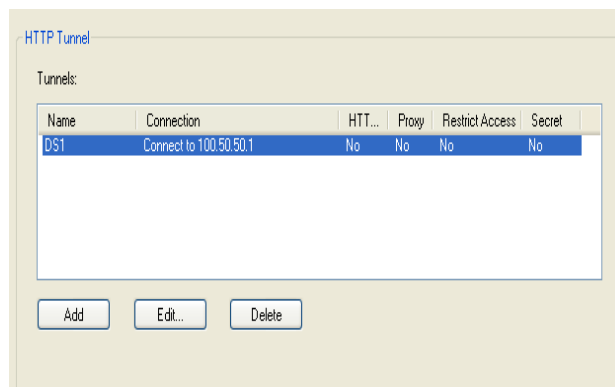 HTTP Tunnel
Tunnels:
Name Connection HTT... Proxy Restrict Access Secret
DS1 Connect to 100.50.50.1 No No No No
Add Edit... Delete